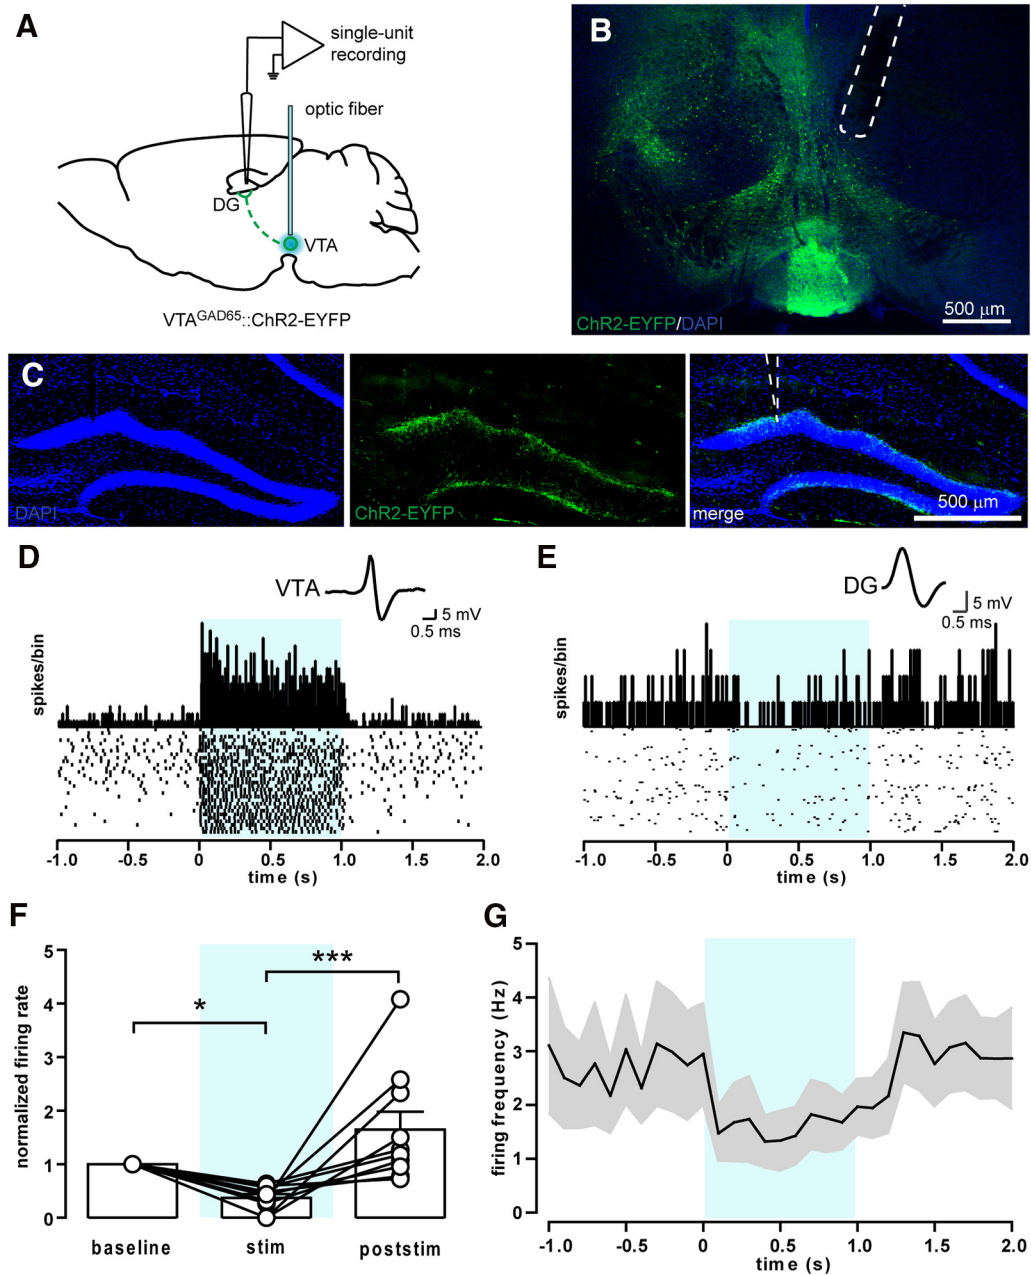 A
single-unit
recording
optic fiber
DG
VTA
VTAGAD65::ChR2-EYFP
B
ChR2-EYFP/DAPI
500 µm
C
DAPI
ChR2-EYFP
merge
500 µm
D
VTA
5 mV
0.5 ms
spikes/bin
-1.0 -0.5 0 0.5 1.0 1.5 2.0
time (s)
E
DG
5 mV
0.5 ms
spikes/bin
-1.0 -0.5 0 0.5 1.0 1.5 2.0
time (s)
F
normalized firing rate
5
4
3
2
1
0
*
***
baseline stim poststim
G
firing frequency (Hz)
5
4
3
2
1
0
-1.0 -0.5 0 0.5 1.0 1.5 2.0
time (s)